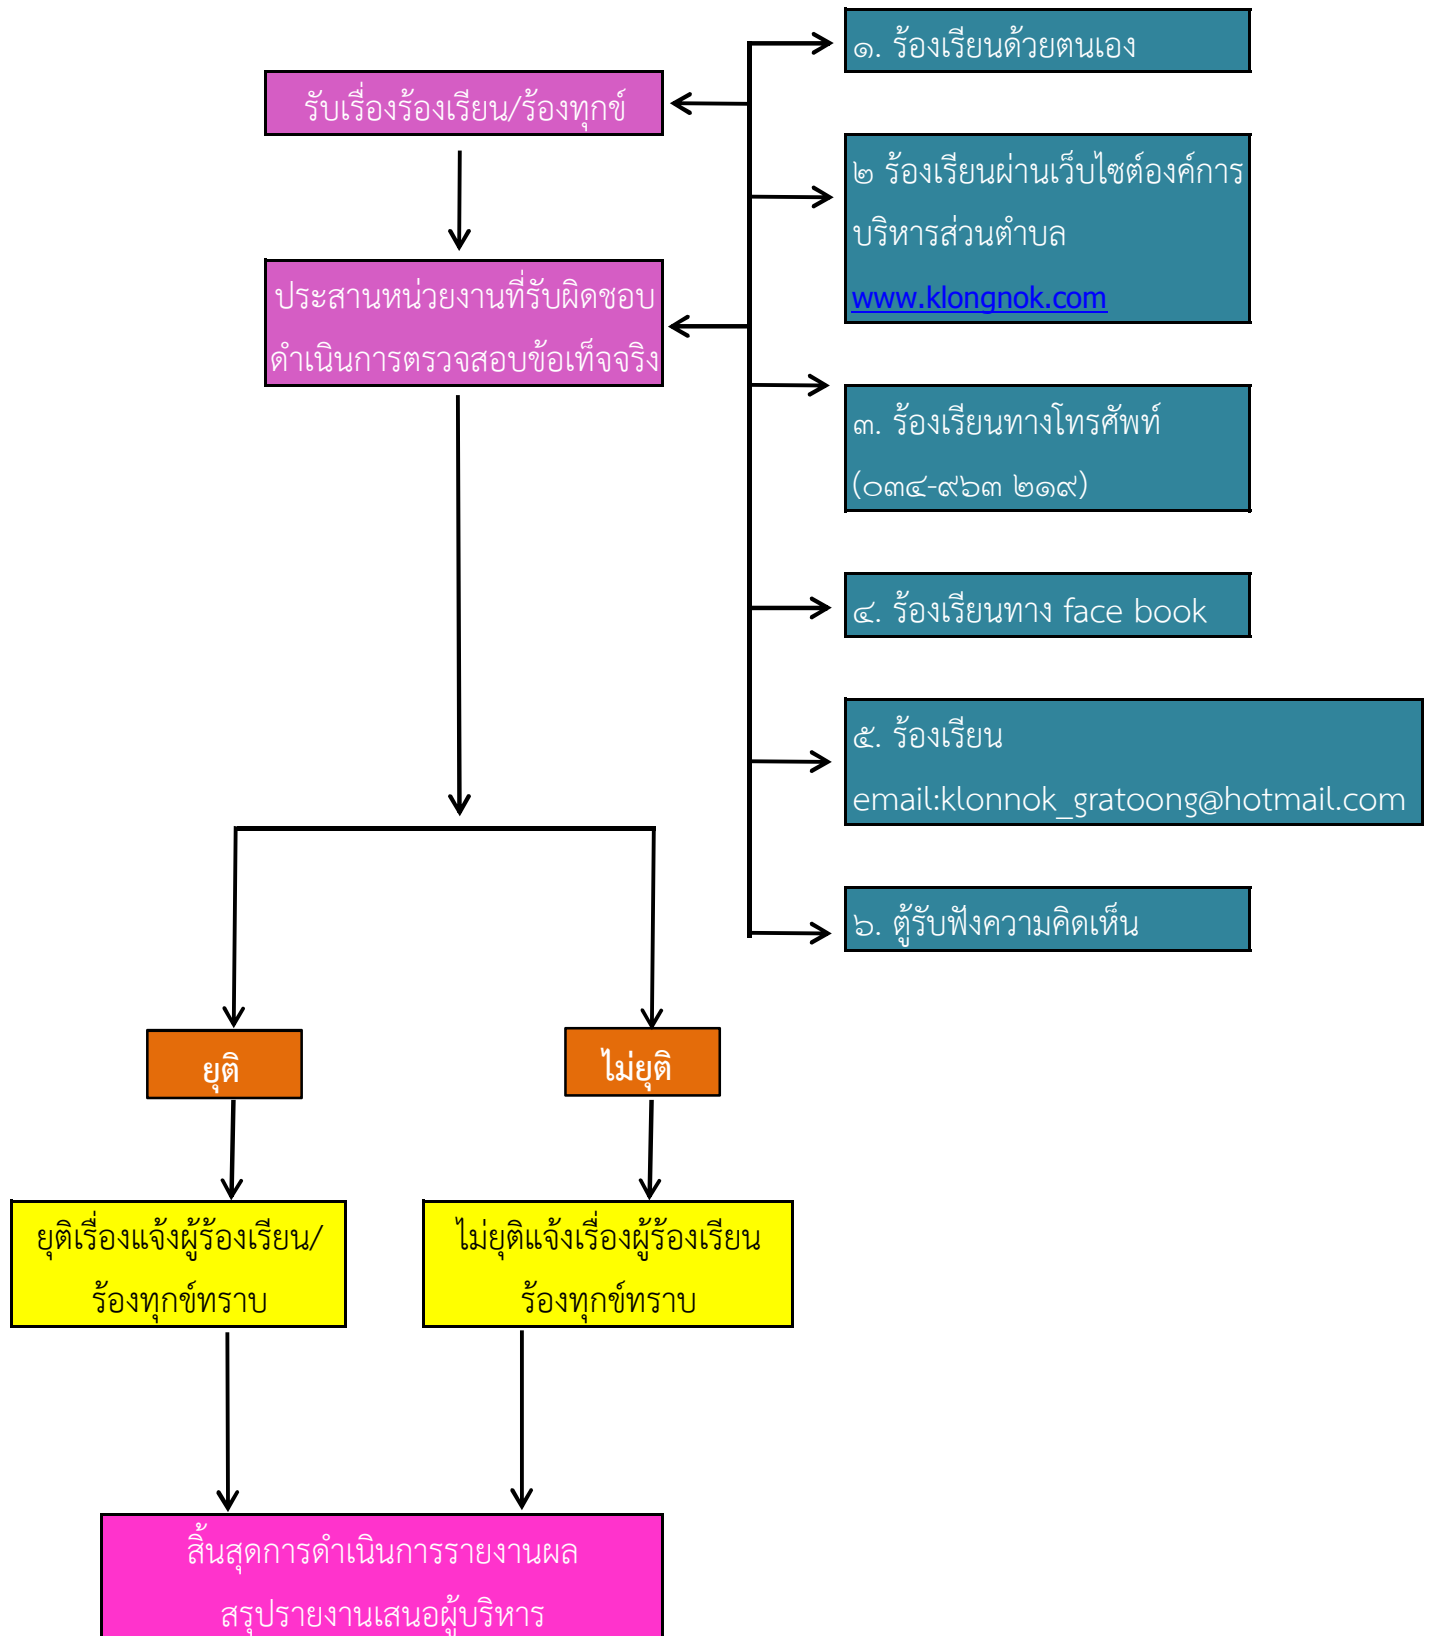 ๑. ร้องเรียนด้วยตนเอง
รับเรื่องร้องเรียน/ร้องทุกข์
๒ ร้องเรียนผ่านเว็บไซต์องค์การ
บริหารส่วนตำบล
www.klongnok.com
ประสานหน่วยงานที่รับผิดชอบ
ดำเนินการตรวจสอบข้อเท็จจริง
๓. ร้องเรียนทางโทรศัพท์
(๐๓๔-๙๖๓ ๒๑๙)
๔. ร้องเรียนทาง face book
๕. ร้องเรียน
email:klonnok_gratoong@hotmail.com
๖. ตู้รับฟังความคิดเห็น
ยุติ
ไม่ยุติ
ยุติเรื่องแจ้งผู้ร้องเรียน/
ร้องทุกข์ทราบ
ไม่ยุติแจ้งเรื่องผู้ร้องเรียน
ร้องทุกข์ทราบ
สิ้นสุดการดำเนินการรายงานผล
สรุปรายงานเสนอผู้บริหาร